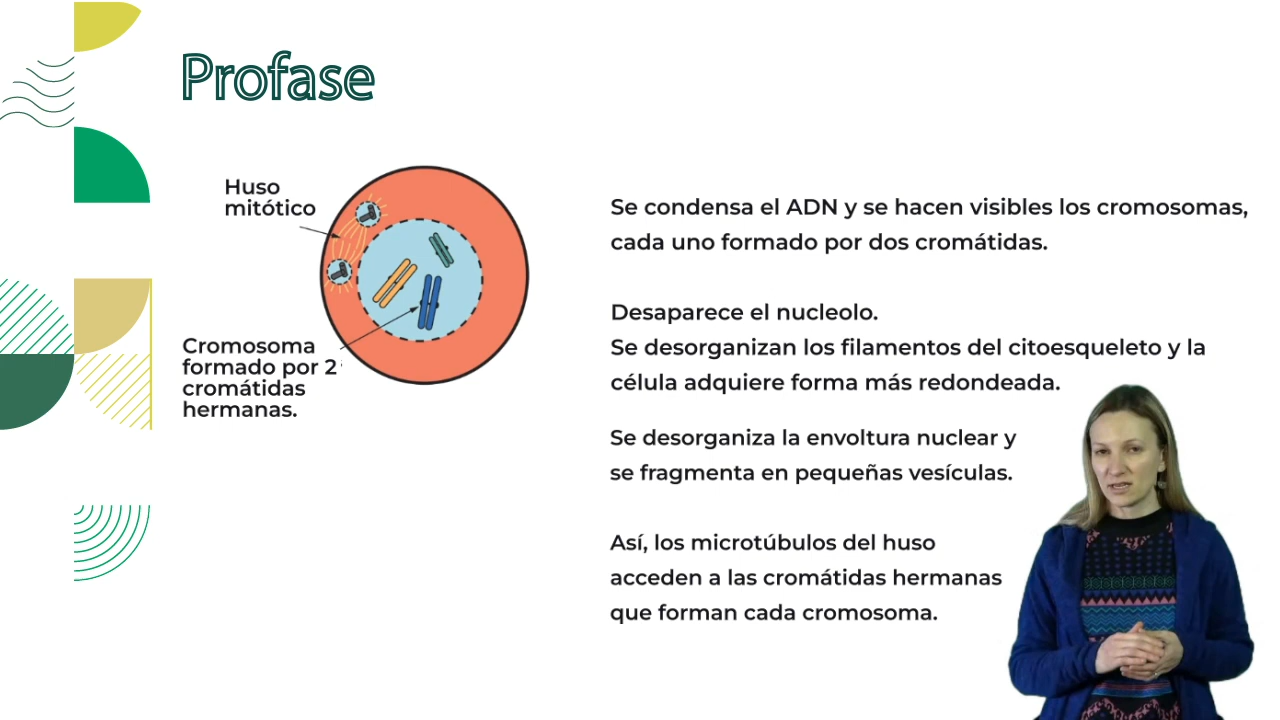 Profase
Huso
mitótico
Cromosoma
formado por 2
cromátidas
hermanas.
Se condensa el ADN y se hacen visibles los cromosomas,
cada uno formado por dos cromátidas.
Desaparece el nucleolo.
Se desorganizan los filamentos del citoesqueleto y la
célula adquiere forma más redondeada.
Se desorganiza la envoltura nuclear y
se fragmenta en pequeñas vesículas.
Así, los microtúbulos del huso
acceden a las cromátidas hermanas
que forman cada cromosoma.